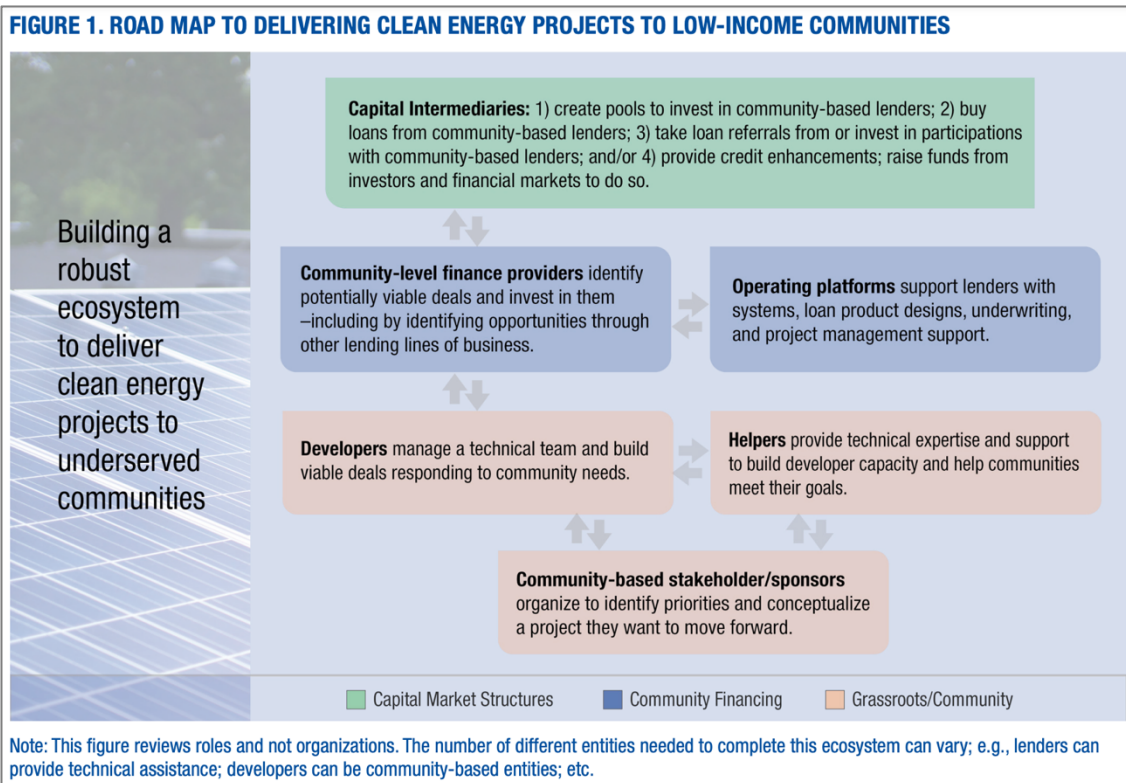 FIGURE 1. ROAD MAP TO DELIVERING CLEAN ENERGY PROJECTS TO LOW-INCOME COMMUNITIES
Building a
robust
ecosystem
to deliver
clean energy
projects to
underserved
communities
Capital Intermediaries: 1) create pools to invest in community-based lenders; 2) buy
loans from community-based lenders; 3) take loan referrals from or invest in participations
with community-based lenders; and/or 4) provide credit enhancements; raise funds from
investors and financial markets to do so.
Community-level finance providers identify
potentially viable deals and invest in them
–including by identifying opportunities through
other lending lines of business.
Operating platforms support lenders with
systems, loan product designs, underwriting,
and project management support.
Developers manage a technical team and build
viable deals responding to community needs.
Helpers provide technical expertise and support
to build developer capacity and help communities
meet their goals.
Community-based stakeholder/sponsors
organize to identify priorities and conceptualize
a project they want to move forward.
Capital Market Structures
Community Financing
Grassroots/Community
Note: This figure reviews roles and not organizations. The number of different entities needed to complete this ecosystem can vary; e.g., lenders can
provide technical assistance; developers can be community-based entities; etc.